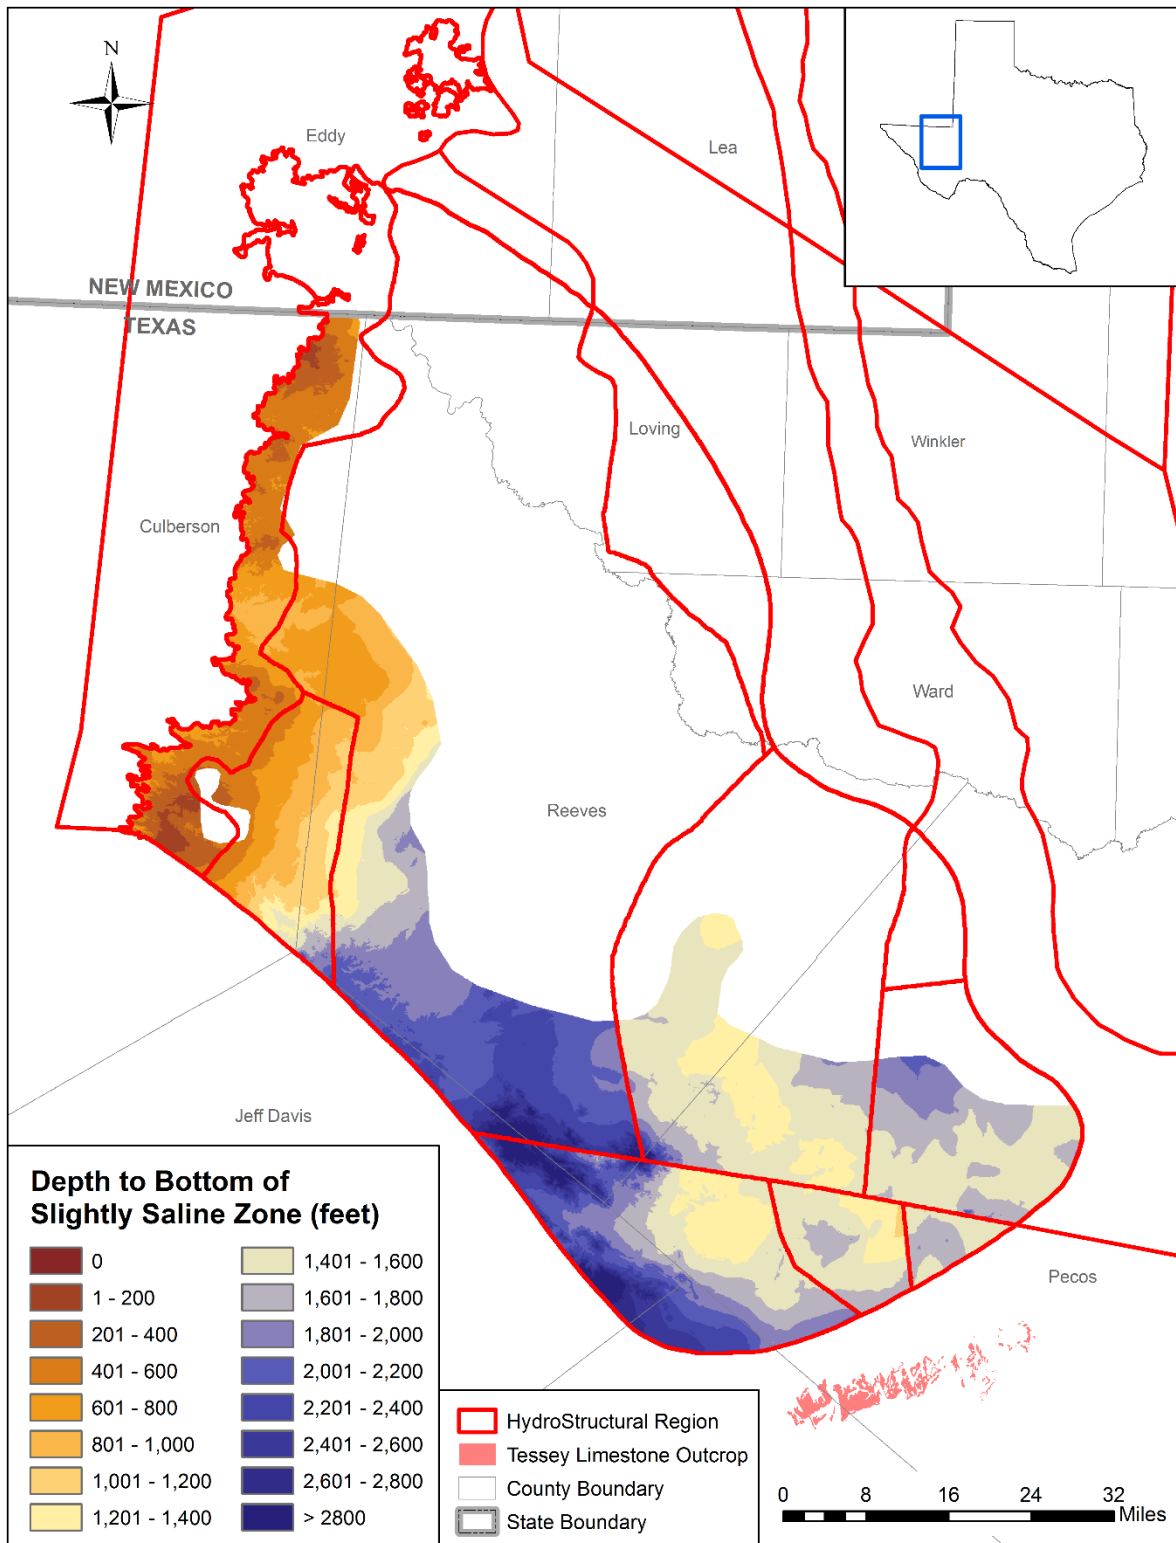 N
Eddy
Lea
NEW MEXICO
TEXAS
Loving
Winkler
Culberson
Ward
Reeves
Jeff Davis
Pecos
Depth to Bottom of
Slightly Saline Zone (feet)
0
1 - 200
201 - 400
401 - 600
601 - 800
801 - 1,000
1,001 - 1,200
1,201 - 1,400
1,401 - 1,600
1,601 - 1,800
1,801 - 2,000
2,001 - 2,200
2,201 - 2,400
2,401 - 2,600
2,601 - 2,800
> 2800
HydroStructural Region
Tessey Limestone Outcrop
County Boundary
State Boundary
0 8 16 24 32
Miles